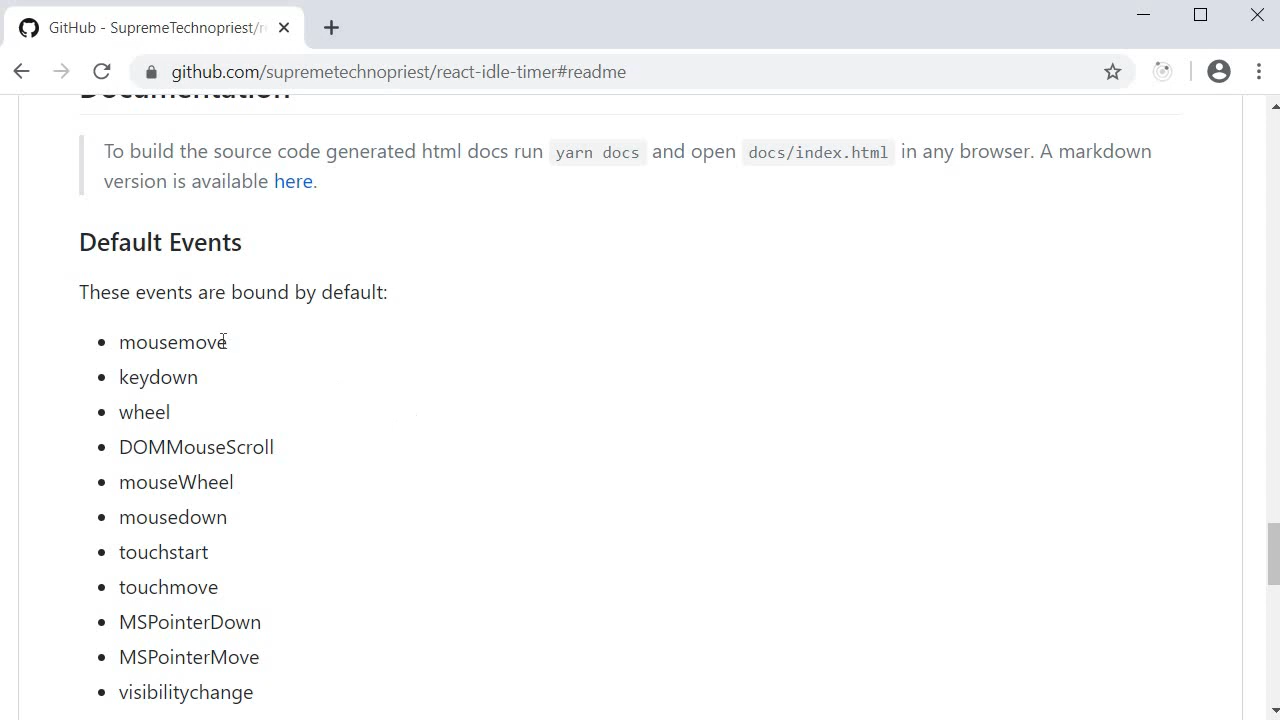 GitHub - SupremeTechnopriest/r
github.com/supremetechnopriest/react-idle-timer#readme
Documentation
To build the source code generated html docs run yarn docs and open docs/index.html in any browser. A markdown
version is available here.
Default Events
These events are bound by default:
mousemove
keydown
wheel
DOMMouseScroll
mouseWheel
mousedown
touchstart
touchmove
MSPointerDown
MSPointerMove
visibilitychange